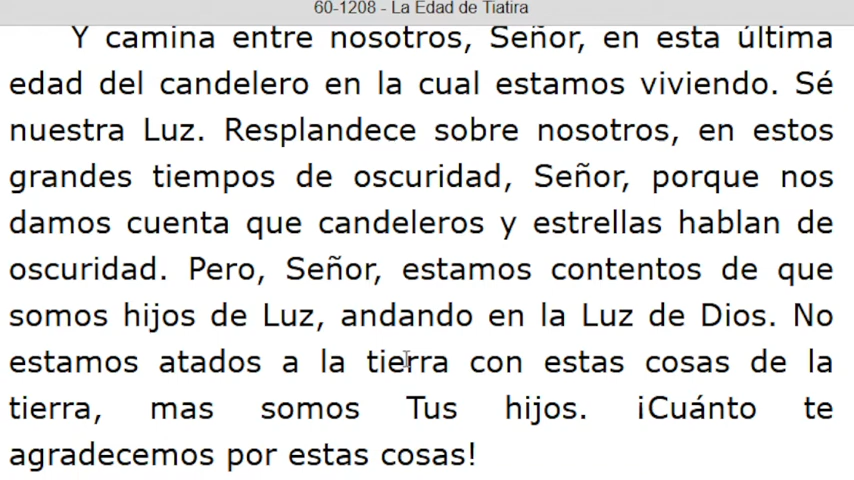 60-1208 - La Edad de Tiatira
Y camina entre nosotros, Señor, en esta última
edad del candelero en la cual estamos viviendo. Sé
nuestra Luz. Resplandece sobre nosotros, en estos
grandes tiempos de oscuridad, Señor, porque nos
damos cuenta que candeleros y estrellas hablan de
oscuridad. Pero, Señor, estamos contentos de que
somos hijos de Luz, andando en la Luz de Dios. No
estamos atados a la tierra con estas cosas de la
tierra, mas somos Tus hijos. ¡Cuánto te
agradecemos por estas cosas!